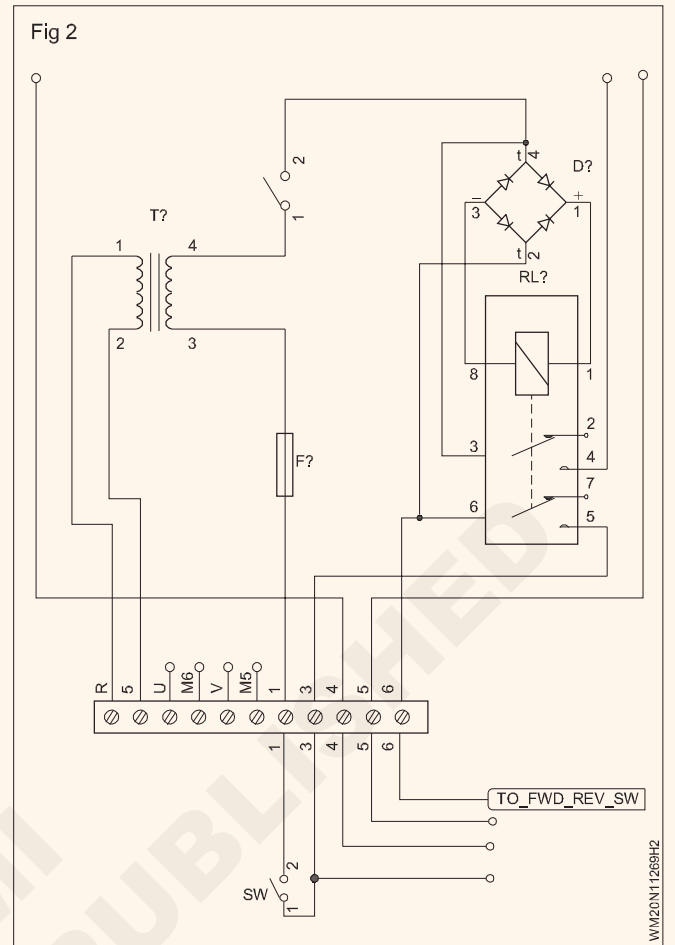 Fig 2
2
1
t 4
D?
− 3
+ 1
t 2
T?
1 4
2 3
RL?
8 1
2
3 4
7
6 5
F?
R 5 U M6 V M5 1 3 4 5 6
1 3 4 5 6
TO_FWD_REV_SW
2
SW
1
WM20N11269H2
MI
PUBLISHED